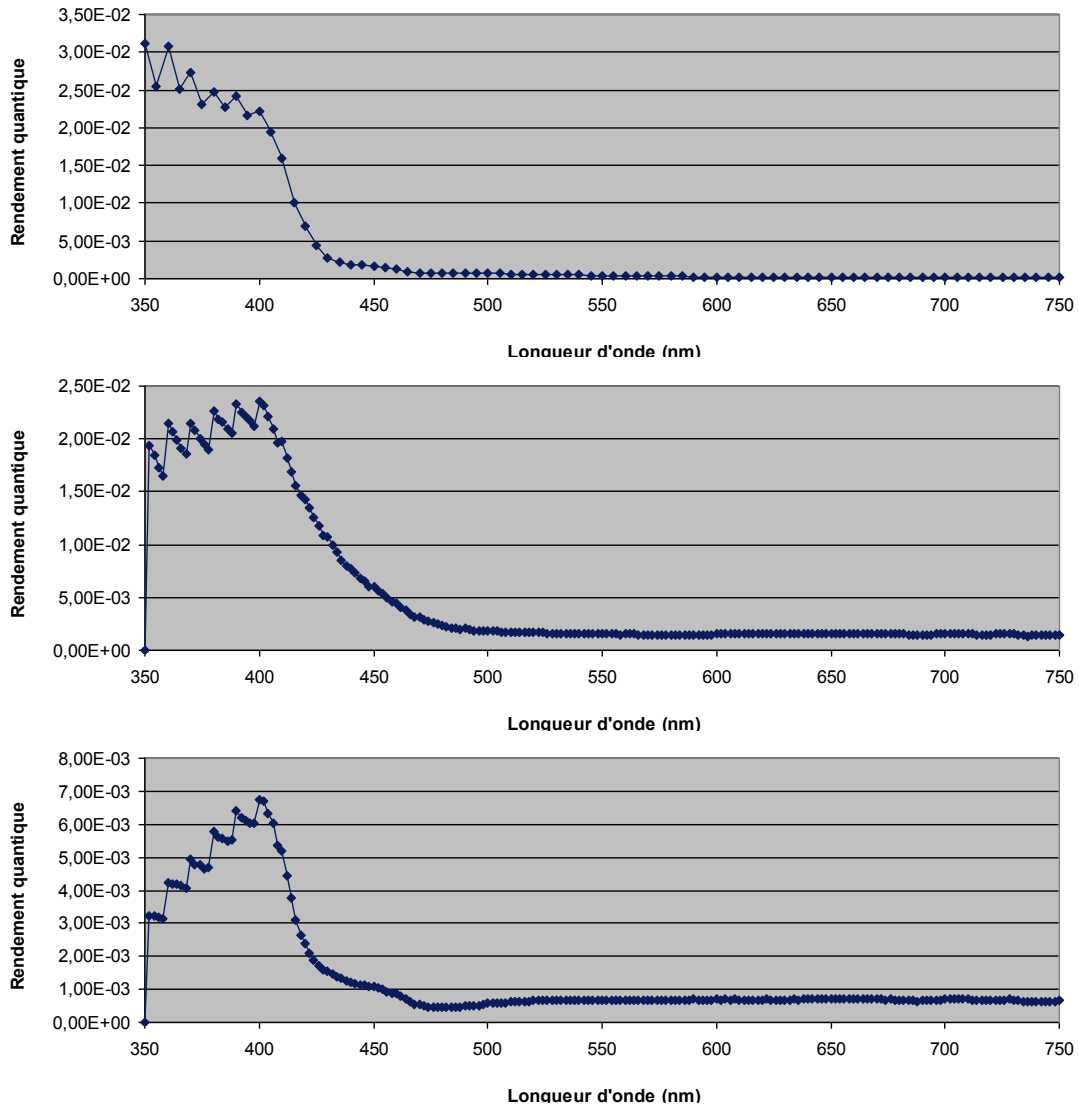 Rendement quantique
3,50E-02
3,00E-02
2,50E-02
2,00E-02
1,50E-02
1,00E-02
5,00E-03
0,00E+00
350 400 450 500 550 600 650 700 750
Longueur d'onde (nm)
Rendement quantique
2,50E-02
2,00E-02
1,50E-02
1,00E-02
5,00E-03
0,00E+00
350 400 450 500 550 600 650 700 750
Longueur d'onde (nm)
Rendement quantique
8,00E-03
7,00E-03
6,00E-03
5,00E-03
4,00E-03
3,00E-03
2,00E-03
1,00E-03
0,00E+00
350 400 450 500 550 600 650 700 750
Longueur d'onde (nm)